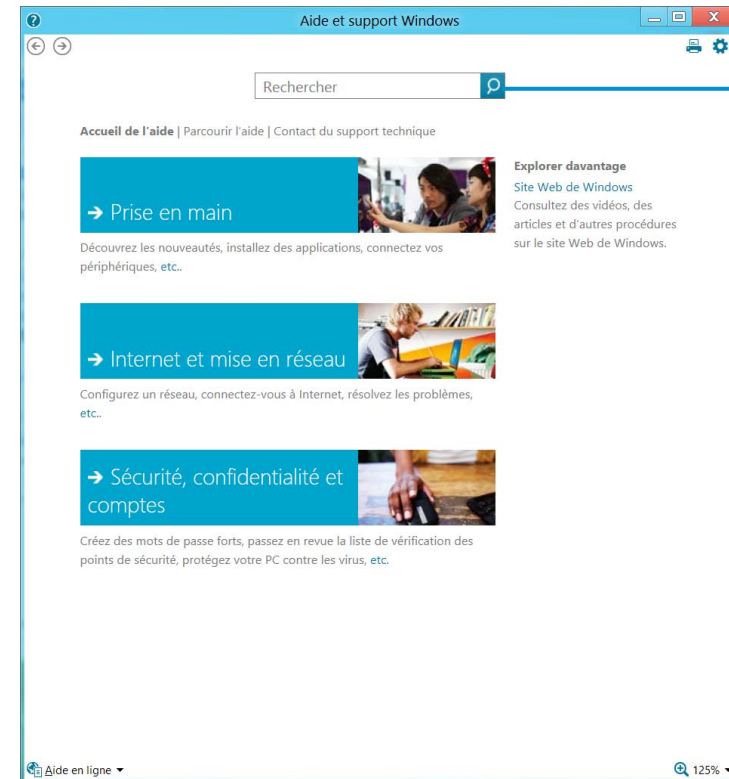 Aide et support Windows
Rechercher
Accueil de l'aide | Parcourir l'aide | Contact du support technique
→ Prise en main
Découvrez les nouveautés, installez des applications, connectez vos
périphériques, etc..
→ Internet et mise en réseau
Configurez un réseau, connectez-vous à Internet, résolvez les problèmes,
etc..
→ Sécurité, confidentialité et
comptes
Créez des mots de passe forts, passez en revue la liste de vérification des
points de sécurité, protégez votre PC contre les virus, etc.
Explorer davantage
Site Web de Windows
Consultez des vidéos, des
articles et d'autres procédures
sur le site Web de Windows.
Aide en ligne
125%